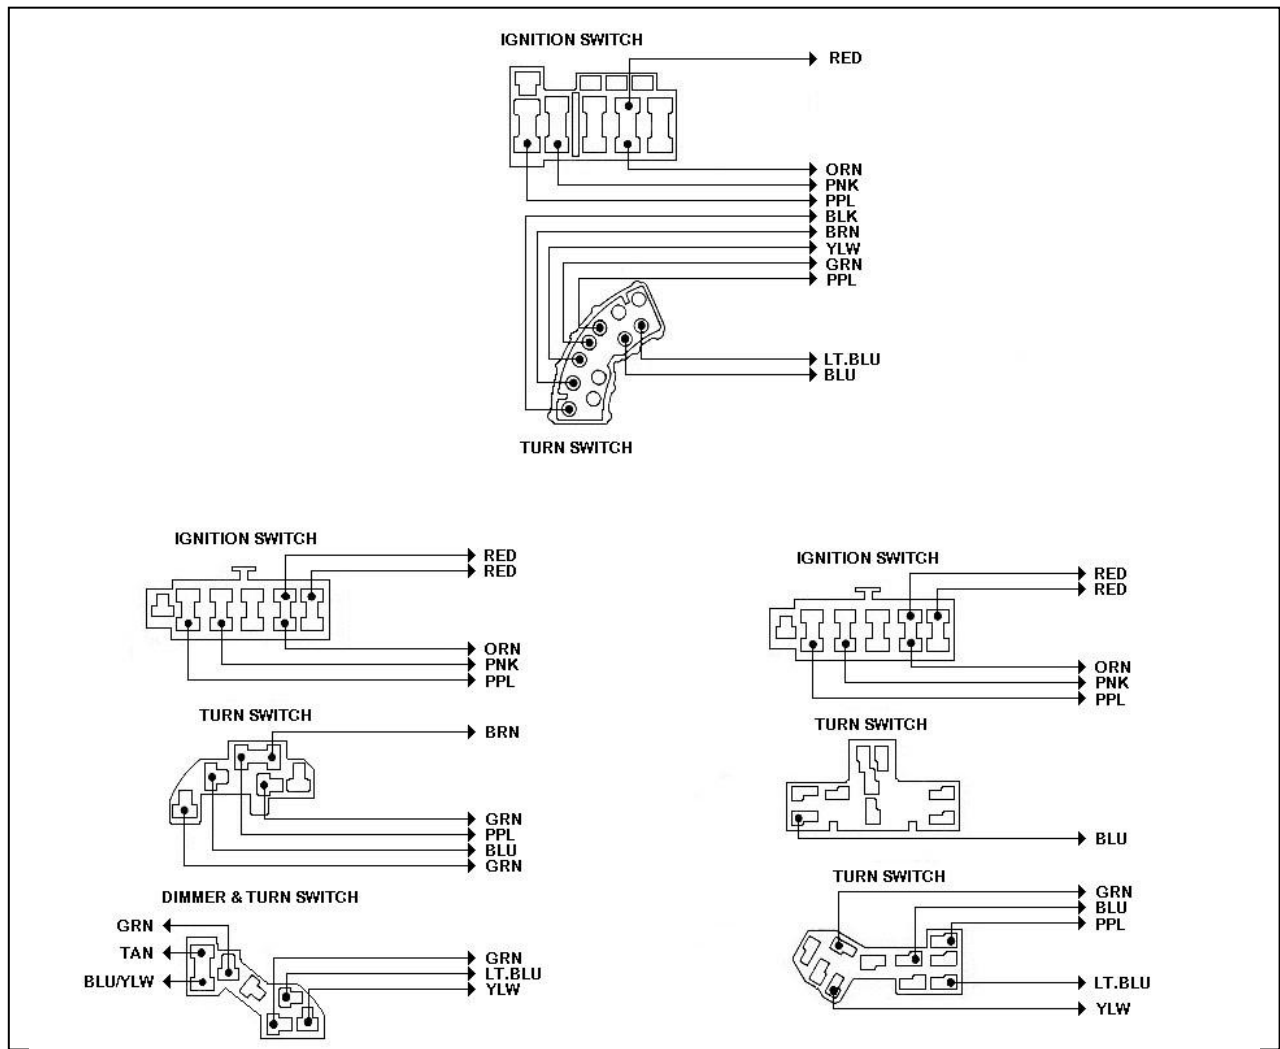 IGNITION SWITCH
RED
ORN
PNK
PPL
BLK
BRN
YLW
GRN
PPL
LT.BLU
BLU
TURN SWITCH
IGNITION SWITCH
RED
RED
ORN
PNK
PPL
TURN SWITCH
BRN
GRN
PPL
BLU
GRN
DIMMER & TURN SWITCH
GRN
TAN
BLU/YLW
GRN
LT.BLU
YLW
IGNITION SWITCH
RED
RED
ORN
PNK
PPL
TURN SWITCH
BLU
TURN SWITCH
GRN
BLU
PPL
LT.BLU
YLW